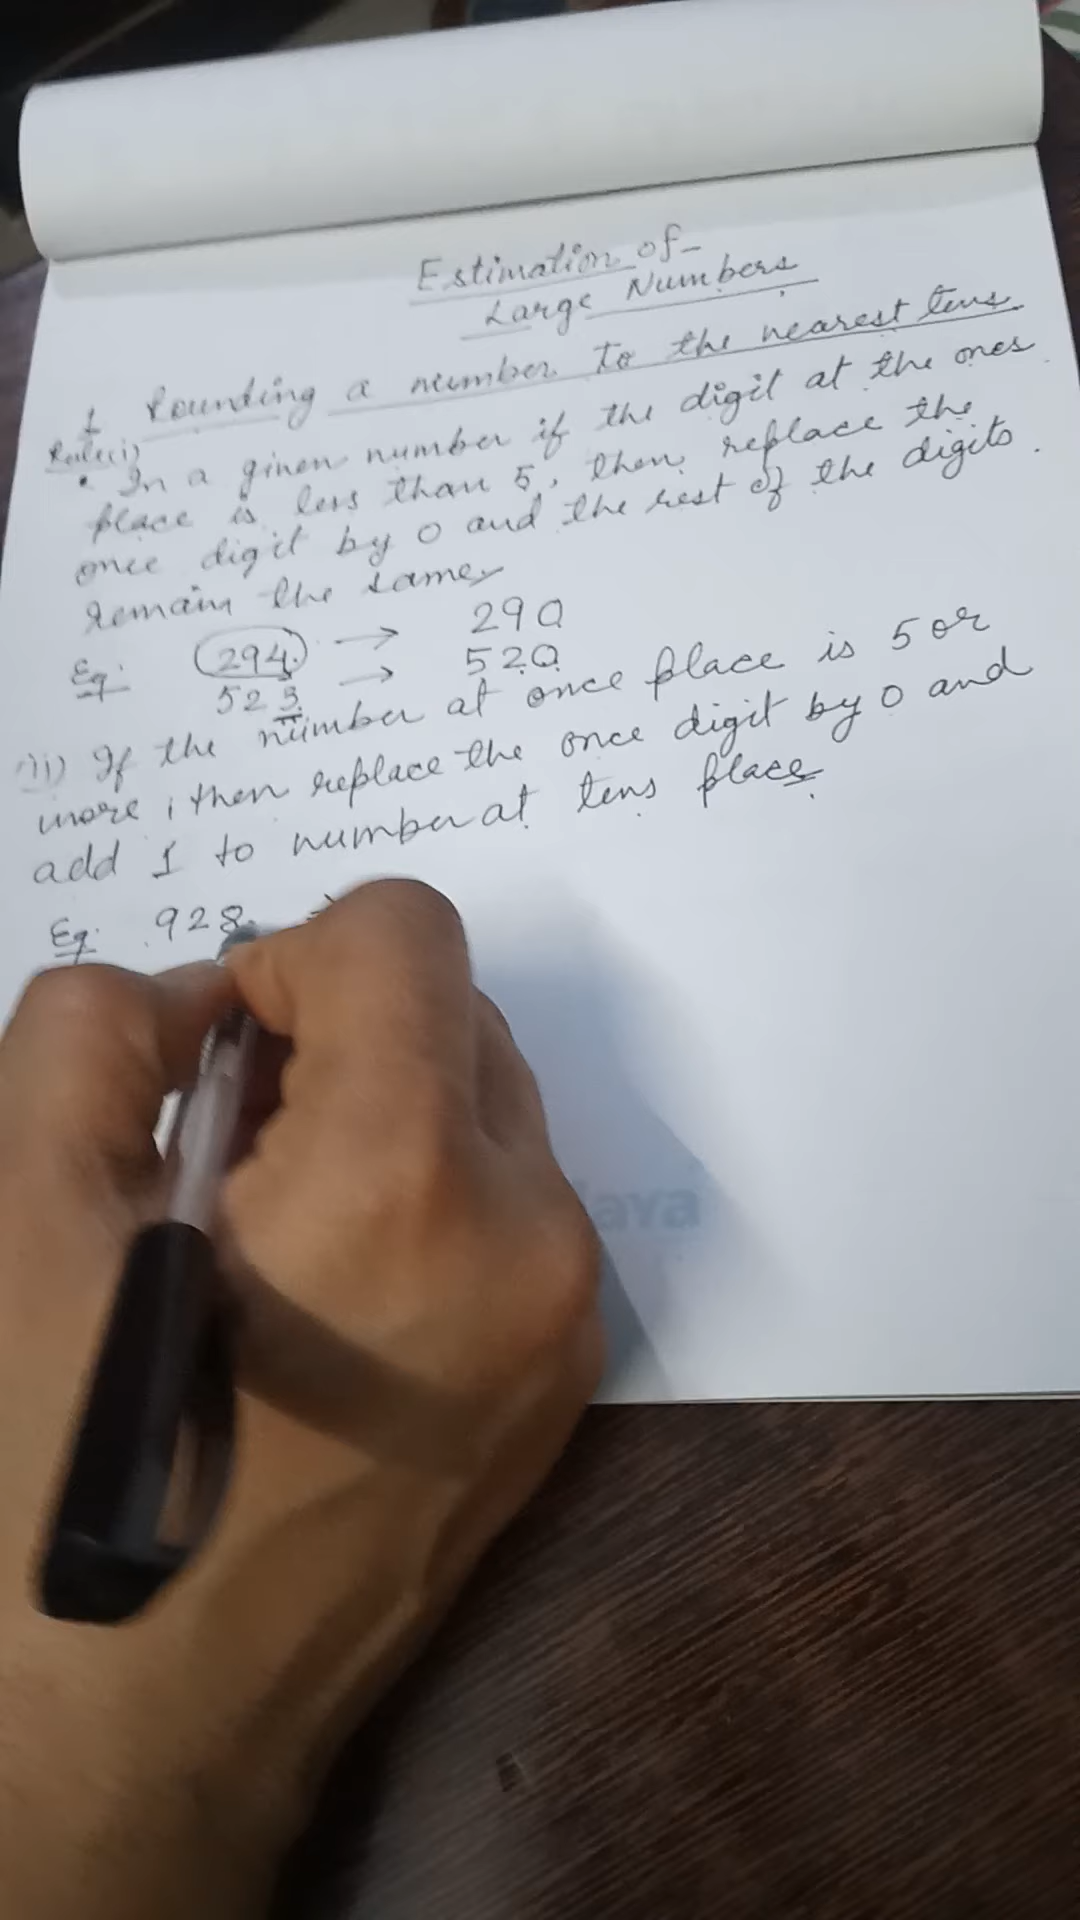 Estimation of
Large Numbers
1 Rounding a number to the nearest tens
Rule(i)
• In a given number if the digit at the ones
place is less than 5, then replace the
once digit by 0 and the rest of the digits
remain the same
Eg: 294 → 290
523 → 520
(ii) If the number at once place is 5 or
more, then replace the once digit by 0 and
add 1 to number at tens place
Eg. 928